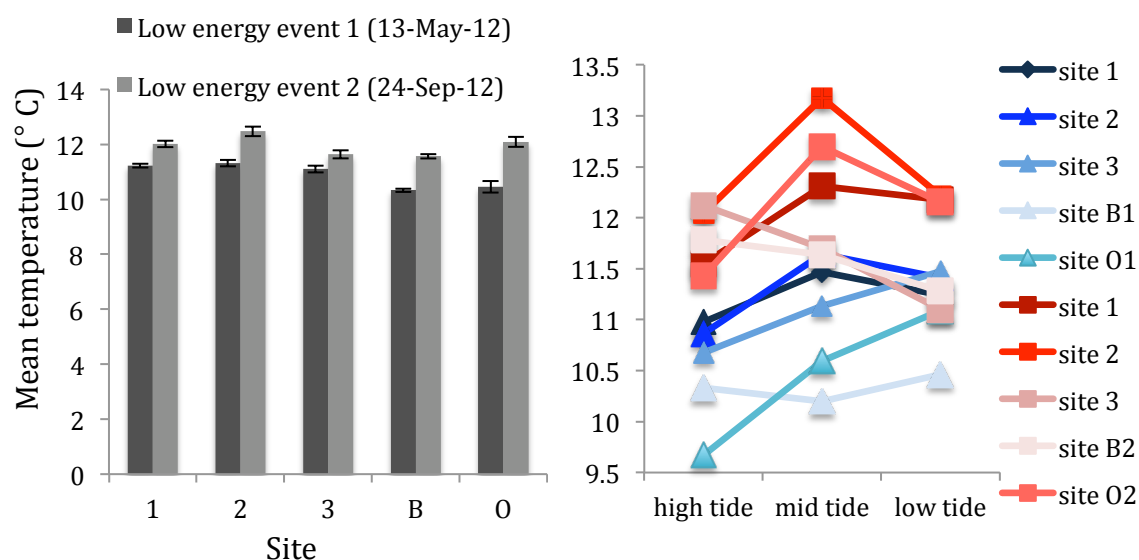 Low energy event 1 (13-May-12)
Low energy event 2 (24-Sep-12)
Mean temperature (° C)
14
12
10
8
6
4
2
0
1 2 3 B O
Site
13.5
13
12.5
12
11.5
11
10.5
10
9.5
high tide mid tide low tide
site 1
site 2
site 3
site B1
site O1
site 1
site 2
site 3
site B2
site O2